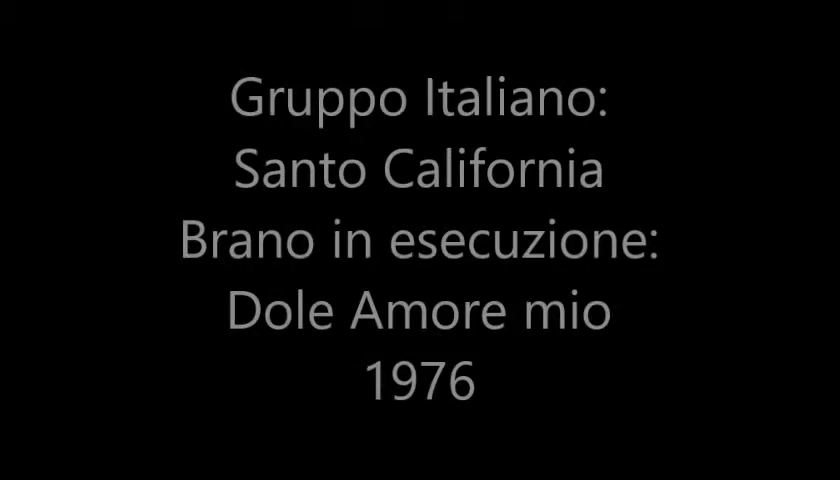 Gruppo Italiano:
Santo California
Brano in esecuzione:
Dole Amore mio
1976